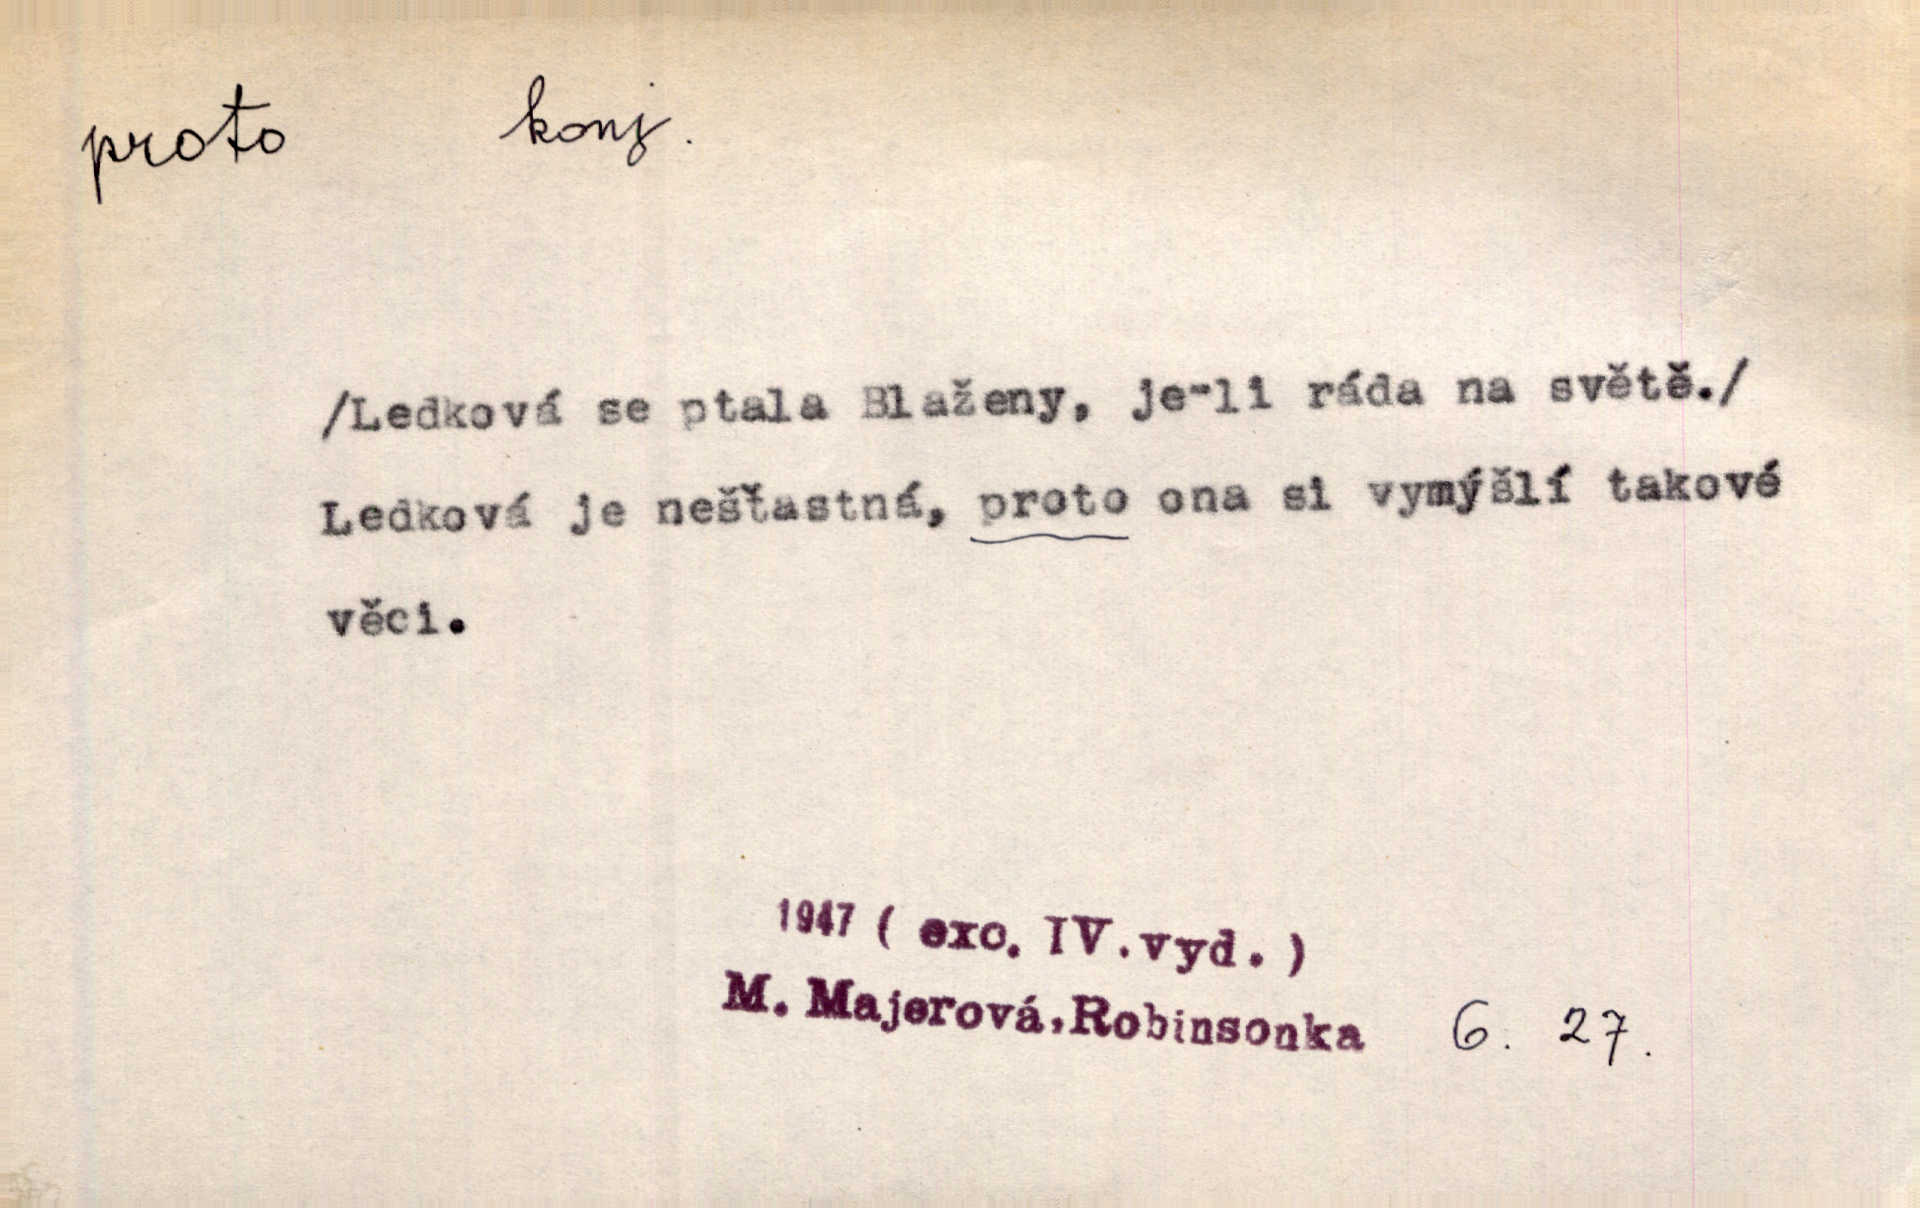 proto konj.
/Ledková se ptala Blaženy, je-li ráda na světě./
Ledková je nešťastná, proto ona si vymýšlí takové
věci.
1947 ( exc. IV. vyd. )
M. Majerová, Robinsonka 6. 27.